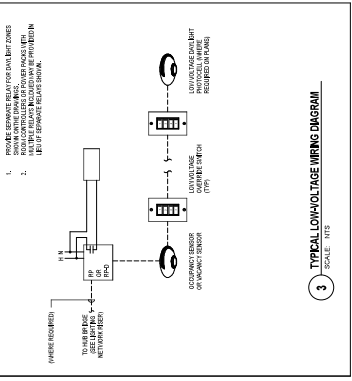 1. PROVIDE SEPARATE RELAY FOR DAYLIGHT ZONES
SHOWN ON THE DRAWINGS.
2. ROOM CONTROLLERS OR POWER PACKS WITH
MULTIPLE RELAYS INCLUDED MAY BE PROVIDED IN
LIEU OF SEPARATE RELAYS SHOWN.
(WHERE REQUIRED)
TO HUB BRIDGE
(SEE LIGHTING
NETWORK RISER)
H N
RP
OR
RP-D
OCCUPANCY SENSOR
OR VACANCY SENSOR
LOW VOLTAGE
OVERRIDE SWITCH
(TYP)
LOW VOLTAGE DAYLIGHT
PHOTOCELL (WHERE
REQUIRED ON PLANS)
3 TYPICAL LOW-VOLTAGE WIRING DIAGRAM
SCALE: NTS